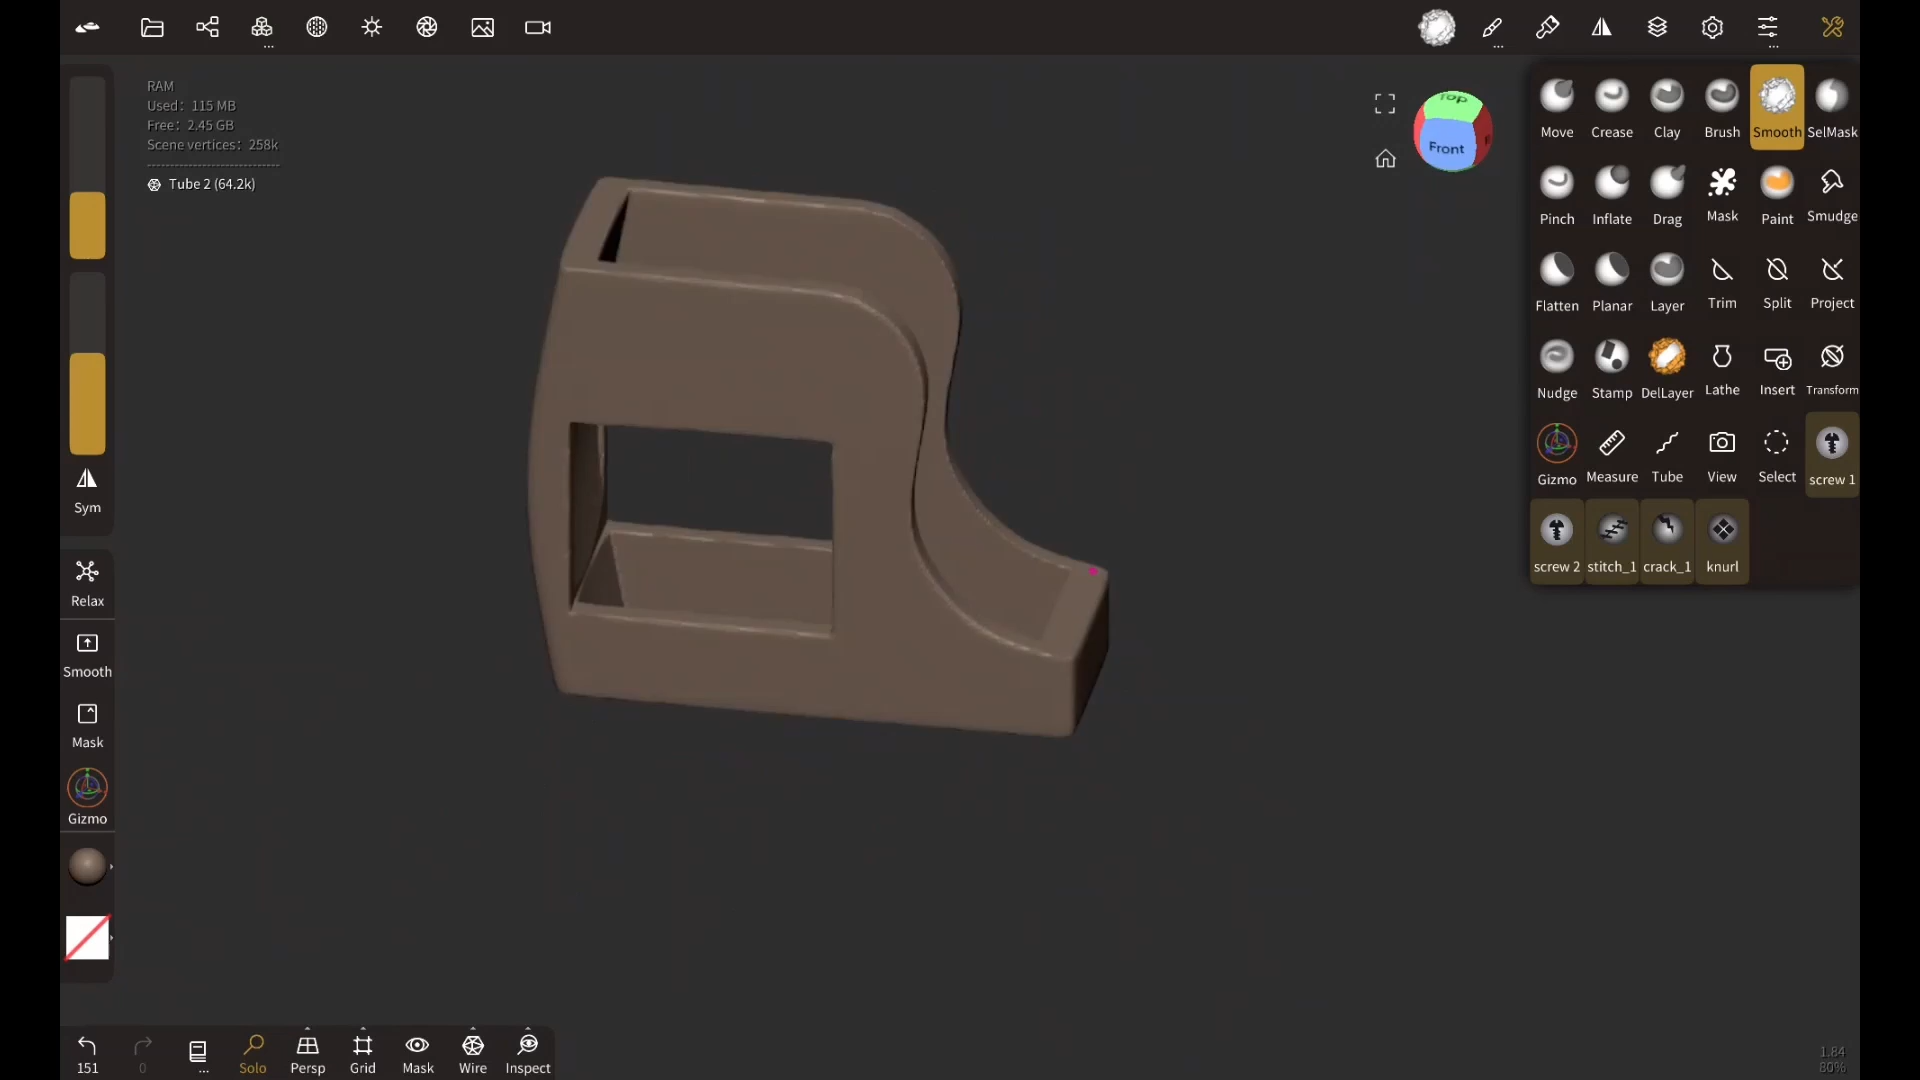 RAM
Used: 115 MB
Free: 2.45 GB
Scene vertices: 258k
Tube 2 (64.2k)
Top
Front
Move
Crease
Clay
Brush
Smooth
SelMask
Pinch
Inflate
Drag
Mask
Paint
Smudge
Flatten
Planar
Layer
Trim
Split
Project
Nudge
Stamp
DelLayer
Lathe
Insert
Transform
Gizmo
Measure
Tube
View
Select
screw 1
screw 2
stitch_1
crack_1
knurl
Sym
Relax
Smooth
Mask
Gizmo
151
0
...
Solo
Persp
Grid
Mask
Wire
Inspect
1.84
80%